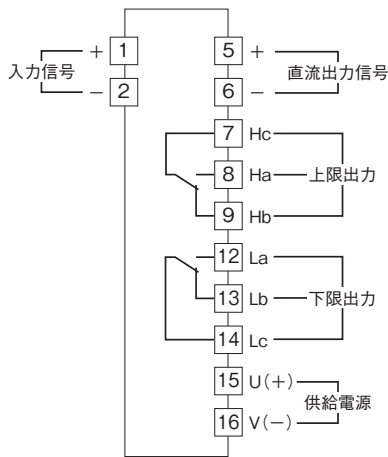 入力信号
+ 1
− 2
5 +
6 −
直流出力信号
7 Hc
8 Ha
9 Hb
上限出力
12 La
13 Lb
14 Lc
下限出力
15 U(+)
16 V(−)
供給電源